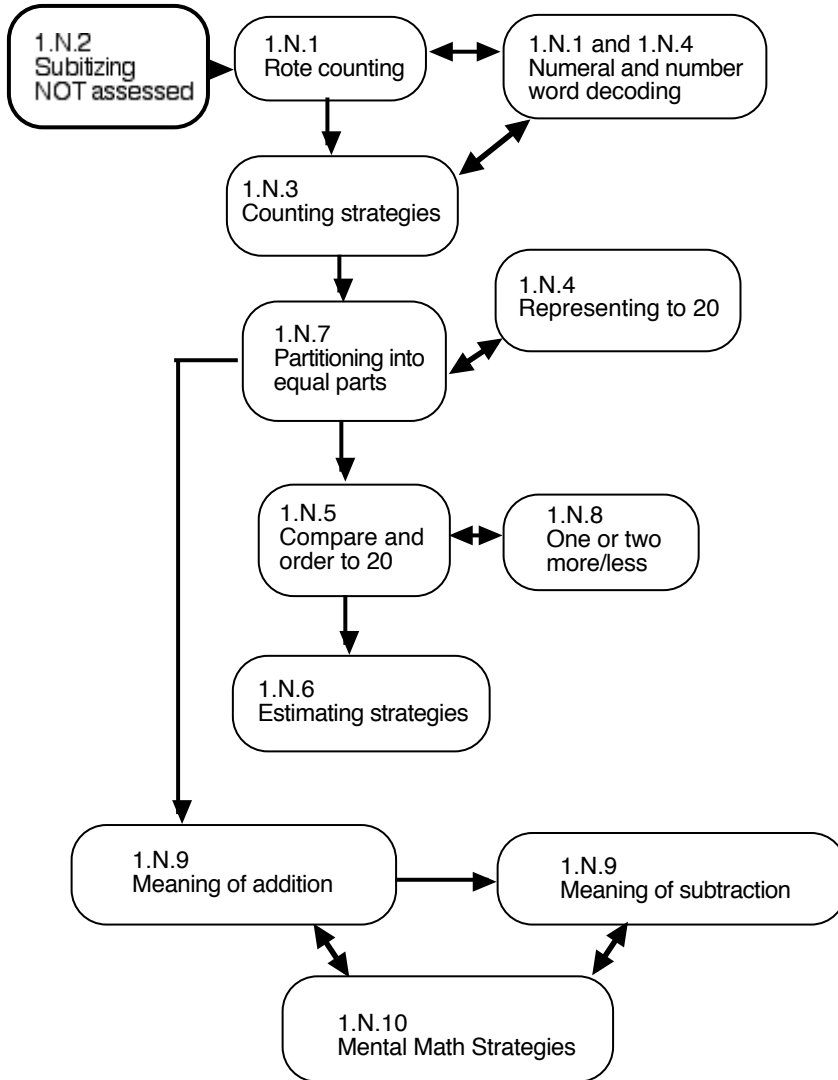 1.N.2
Subitizing
NOT assessed
1.N.1
Rote counting
1.N.1 and 1.N.4
Numeral and number
word decoding
1.N.3
Counting strategies
1.N.4
Representing to 20
1.N.7
Partitioning into
equal parts
1.N.5
Compare and
order to 20
1.N.8
One or two
more/less
1.N.6
Estimating strategies
1.N.9
Meaning of addition
1.N.9
Meaning of subtraction
1.N.10
Mental Math Strategies